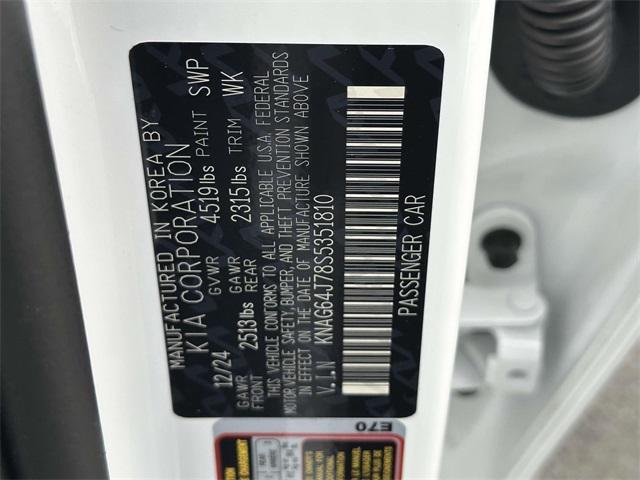 MANUFACTURED IN KOREA BY
KIA CORPORATION
12/24 GVWR 4519lbs PAINT SWP
GAWR FRONT 2513lbs GAWR REAR 2315lbs TRIM WK
THIS VEHICLE CONFORMS TO ALL APPLICABLE U.S.A. FEDERAL
MOTOR VEHICLE SAFETY, BUMPER, AND THEFT PREVENTION STANDARDS
IN EFFECT ON THE DATE OF MANUFACTURE SHOWN ABOVE
V.I.N KNAG64J78S5351810
PASSENGER CAR
E70